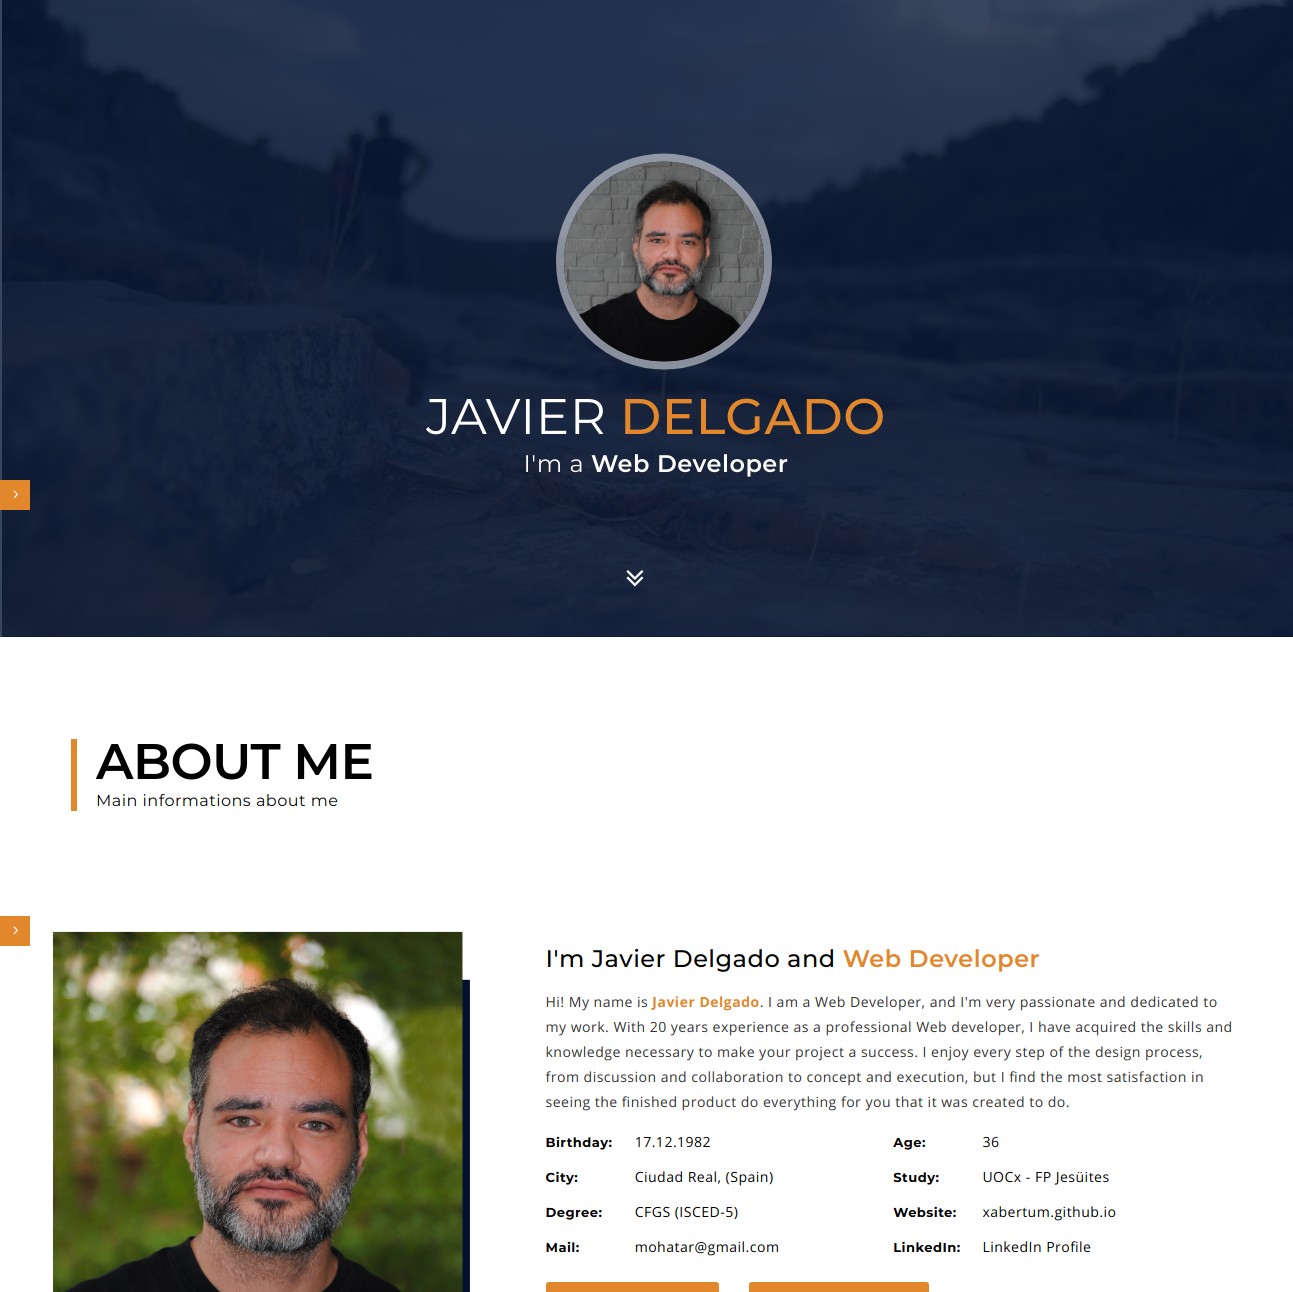 JAVIER DELGADO
I'm a Web Developer
ABOUT ME
Main informations about me
I'm Javier Delgado and Web Developer
Hi! My name is Javier Delgado. I am a Web Developer, and I'm very passionate and dedicated to
my work. With 20 years experience as a professional Web developer, I have acquired the skills and
knowledge necessary to make your project a success. I enjoy every step of the design process,
from discussion and collaboration to concept and execution, but I find the most satisfaction in
seeing the finished product do everything for you that it was created to do.
Birthday: 17.12.1982 Age: 36
City: Ciudad Real, (Spain) Study: UOCx - FP Jesüites
Degree: CFGS (ISCED-5) Website: xabertum.github.io
Mail: mohatar@gmail.com LinkedIn: LinkedIn Profile